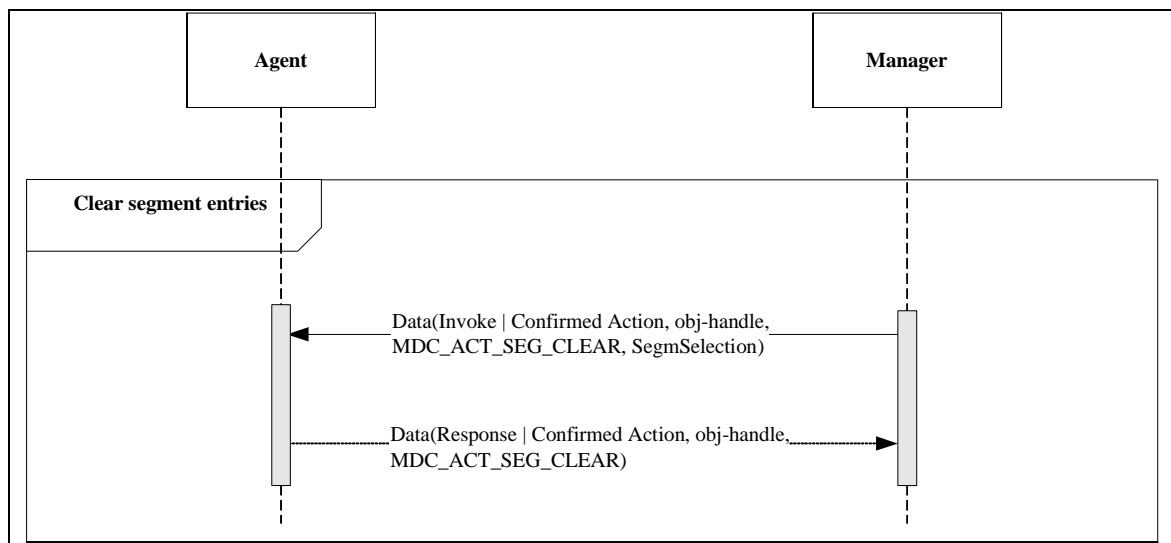 Agent
Manager
Clear segment entries
Data(Invoke | Confirmed Action, obj-handle,
MDC_ACT_SEG_CLEAR, SegmSelection)
Data(Response | Confirmed Action, obj-handle,
MDC_ACT_SEG_CLEAR)